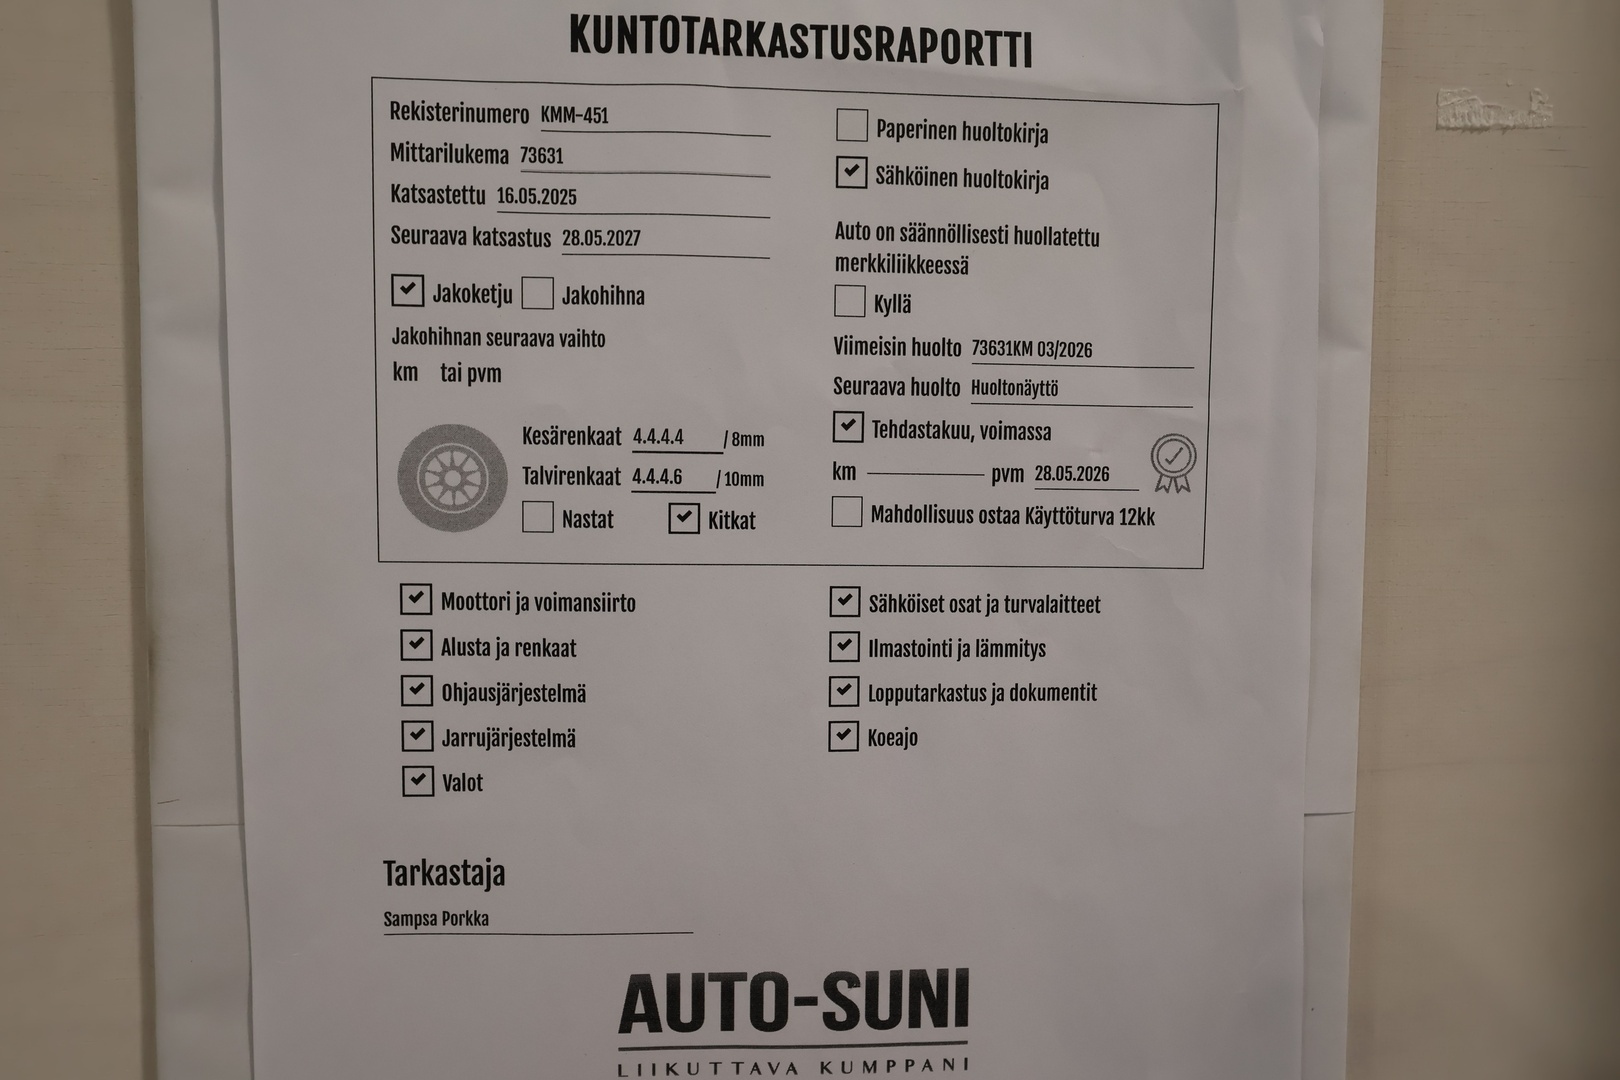 KUNTOTARKASTUSRAPORTTI
Rekisterinumero KMM-451
Mittarilukema 73631
Katsastettu 16.05.2025
Seuraava katsastus 28.05.2027
Jakoketju Jakohihna
Jakohihnan seuraava vaihto
km tai pvm
Kesärenkaat 4.4.4.4 / 8mm
Talvirenkaat 4.4.4.6 / 10mm
Nastat Kitkat
Paperinen huoltokirja
Sähköinen huoltokirja
Auto on säännöllisesti huollatettu
merkkiliikkeessä
Kyllä
Viimeisin huolto 73631KM 03/2026
Seuraava huolto Huoltonäyttö
Tehdastakuu, voimassa
km pvm 28.05.2026
Mahdollisuus ostaa Käyttöturva 12kk
Moottori ja voimansiirto
Alusta ja renkaat
Ohjausjärjestelmä
Jarrujärjestelmä
Valot
Sähköiset osat ja turvalaitteet
Ilmastointi ja lämmitys
Lopputarkastus ja dokumentit
Koeajo
Tarkastaja
Sampsa Porkka
AUTO-SUNI
LIIKUTTAVA KUMPPANI